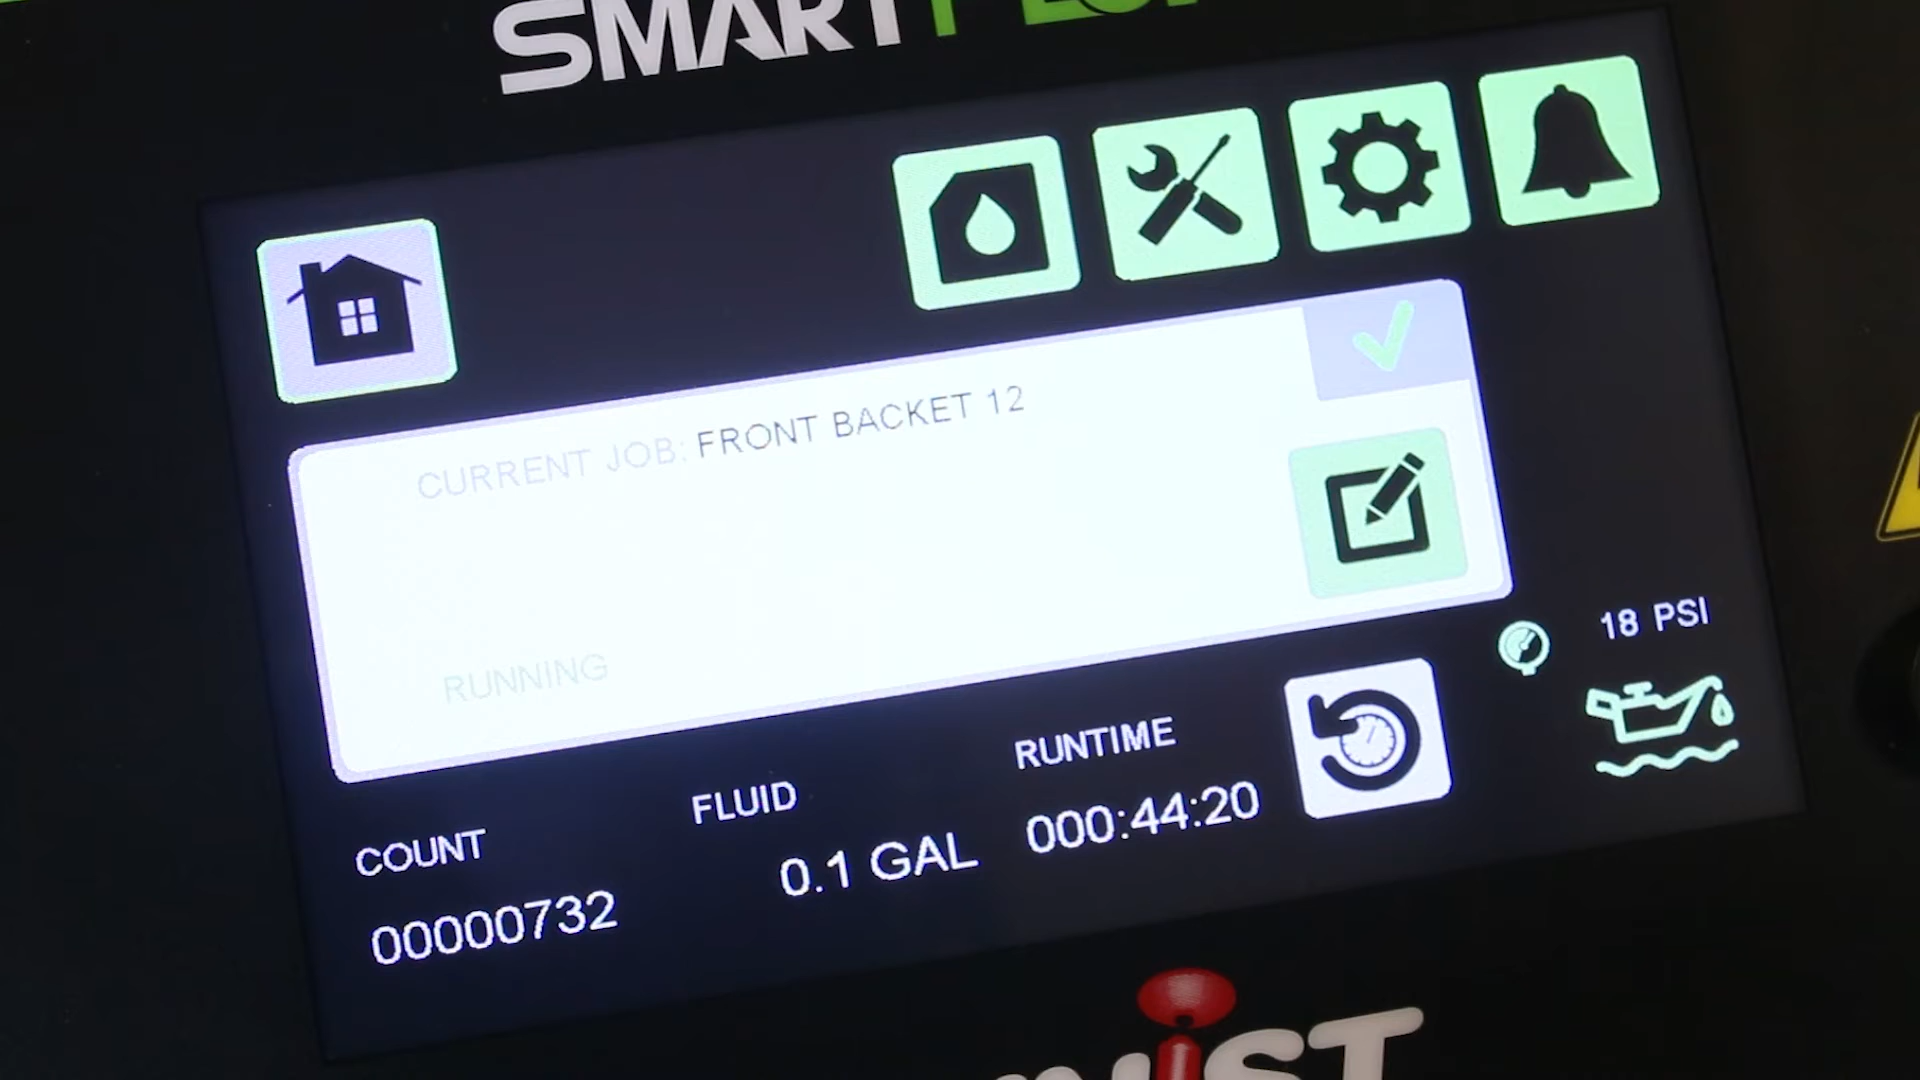 SMART
CURRENT JOB: FRONT BACKET 12
RUNNING
18 PSI
COUNT
FLUID
RUNTIME
00000732
0.1 GAL
000:44:20